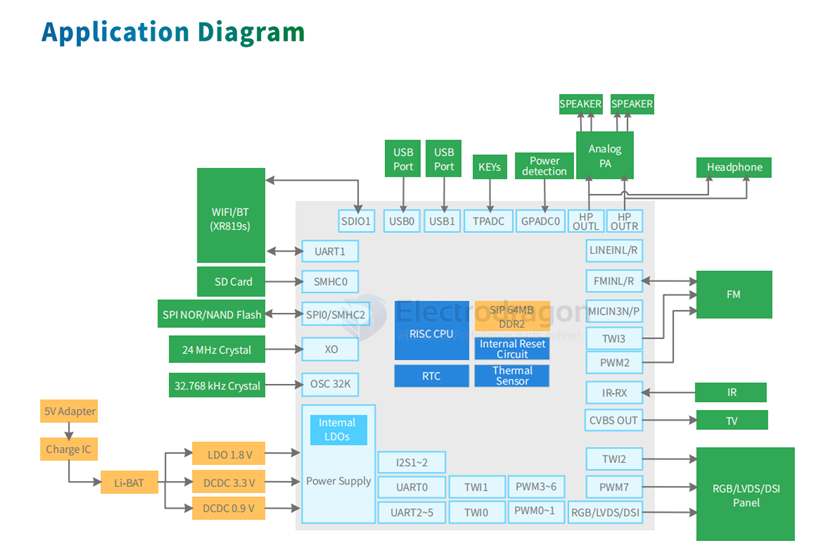 Application Diagram
SPEAKER
SPEAKER
Analog
PA
USB
Port
USB
Port
KEYs
Power
detection
Headphone
WIFI/BT
(XR819s)
SDIO1
USB0
USB1
TPADC
GPADC0
HP
OUTL
HP
OUTR
UART1
LINEINL/R
SD Card
SMHC0
FMINL/R
FM
SPI NOR/NAND Flash
SPI0/SMHC2
Electrodragon
RISC CPU
SiP 64MB
DDR2
MICIN3N/P
24 MHz Crystal
XO
Internal Reset
Circuit
TWI3
PWM2
32.768 kHz Crystal
OSC 32K
RTC
Thermal
Sensor
IR-RX
IR
5V Adapter
Internal
LDOs
CVBS OUT
TV
Charge IC
LDO 1.8 V
I2S1~2
TWI2
Li-BAT
DCDC 3.3 V
Power Supply
UART0
TWI1
PWM3~6
PWM7
RGB/LVDS/DSI
Panel
DCDC 0.9 V
UART2~5
TWI0
PWM0~1
RGB/LVDS/DSI